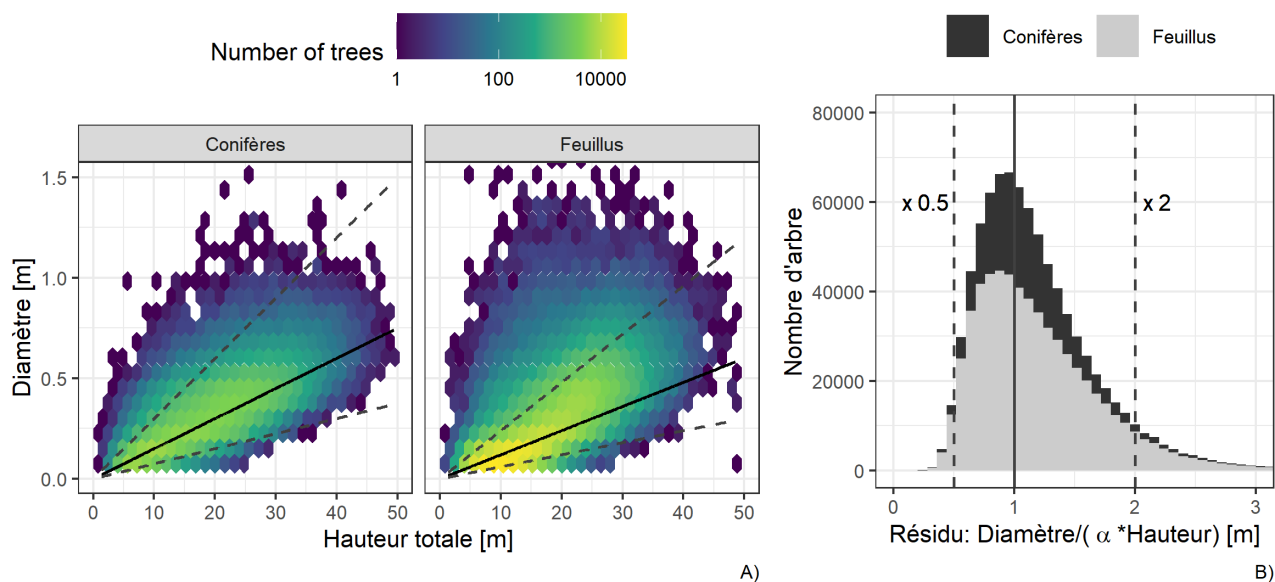 Number of trees
1 100 10000
Conifères Feuillus
1.5
1.0
0.5
0.0
Diamètre [m]
0 10 20 30 40 50
0 10 20 30 40 50
Hauteur totale [m]
A)
Conifères Feuillus
80000
60000
40000
20000
0
Nombre d'arbre
x 0.5
x 2
0 1 2 3
Résidu: Diamètre/( α *Hauteur) [m]
B)